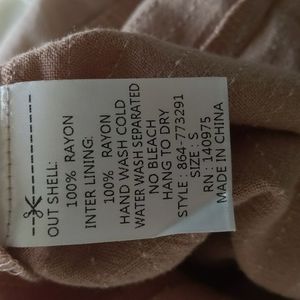 OUT SHELL:
100% RAYON
INTER LINING:
100% RAYON
HAND WASH COLD
WATER WASH SEPARATED
NO BLEACH
HANG TO DRY
STYLE : 864-773291
SIZE : S
RN : 140975
MADE IN CHINA